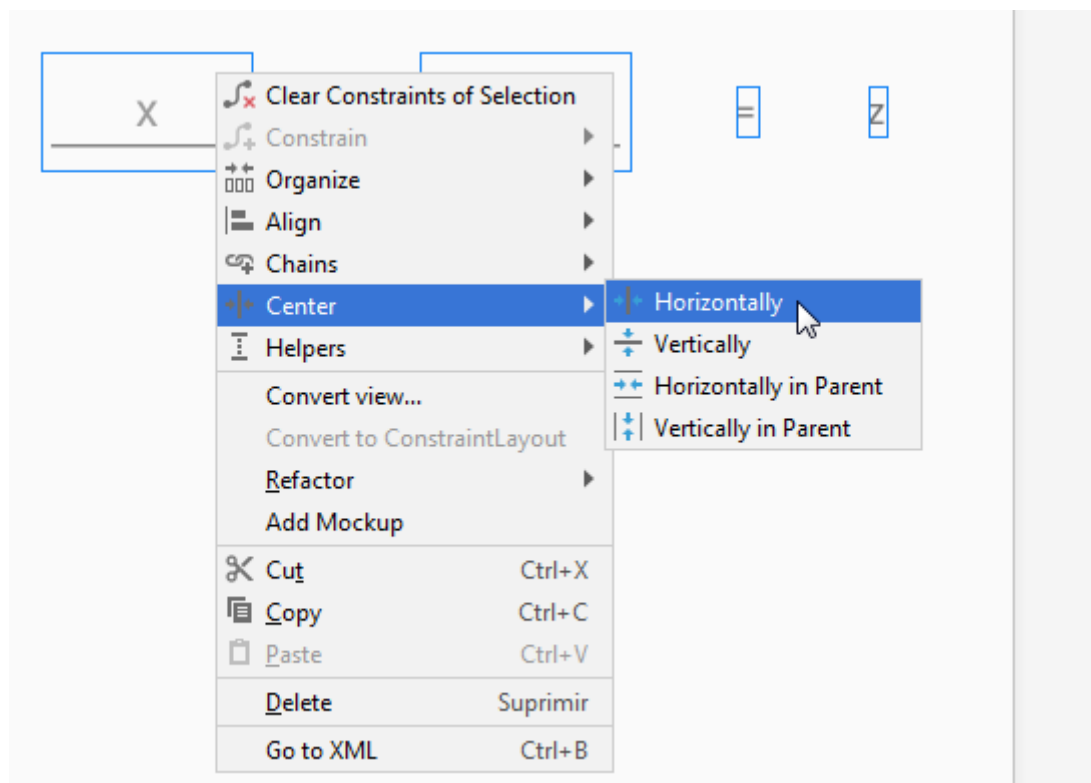 X
=
Z
Clear Constraints of Selection
Constrain
Organize
Align
Chains
Center
Helpers
Convert view...
Convert to ConstraintLayout
Refactor
Add Mockup
Cut Ctrl+X
Copy Ctrl+C
Paste Ctrl+V
Delete Suprimir
Go to XML Ctrl+B
Horizontally
Vertically
Horizontally in Parent
Vertically in Parent